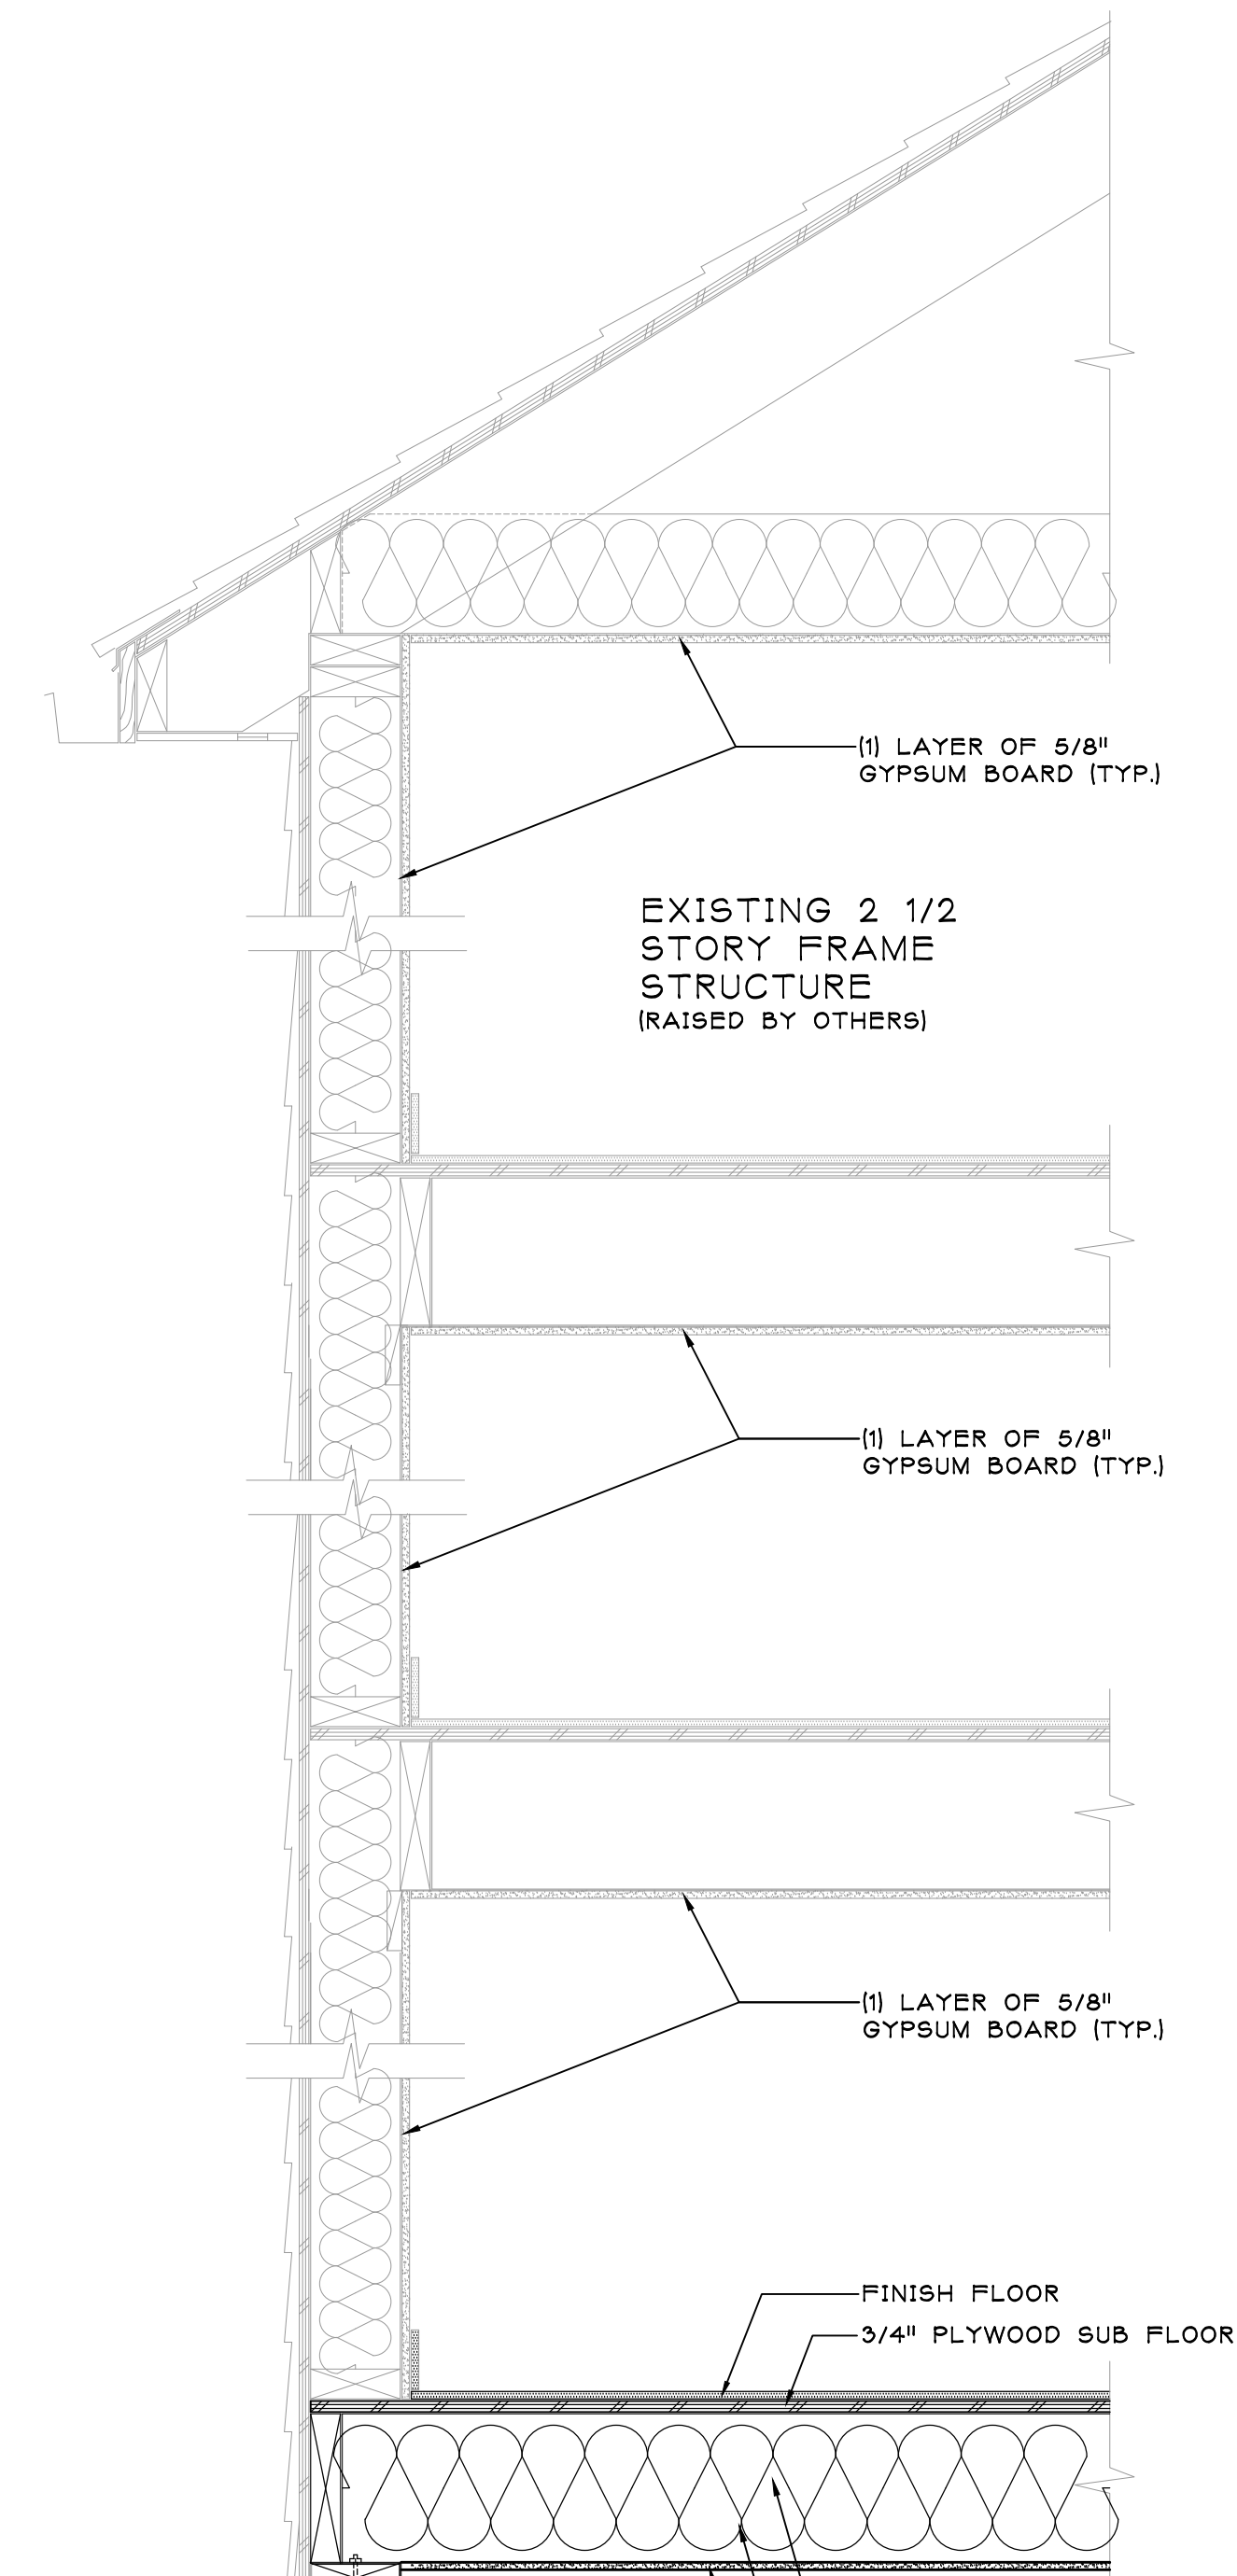 (1) LAYER OF 5/8"
GYPSUM BOARD (TYP.)
EXISTING 2 1/2
STORY FRAME
STRUCTURE
(RAISED BY OTHERS)
(1) LAYER OF 5/8"
GYPSUM BOARD (TYP.)
(1) LAYER OF 5/8"
GYPSUM BOARD (TYP.)
FINISH FLOOR
3/4" PLYWOOD SUB FLOOR